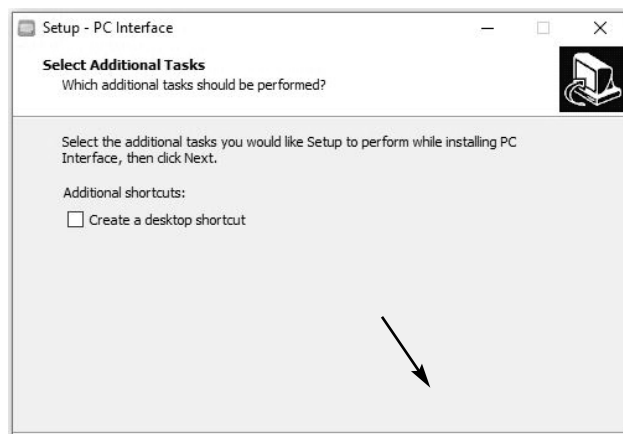 Setup - PC Interface
Select Additional Tasks
Which additional tasks should be performed?
Select the additional tasks you would like Setup to perform while installing PC
Interface, then click Next.
Additional shortcuts:
Create a desktop shortcut